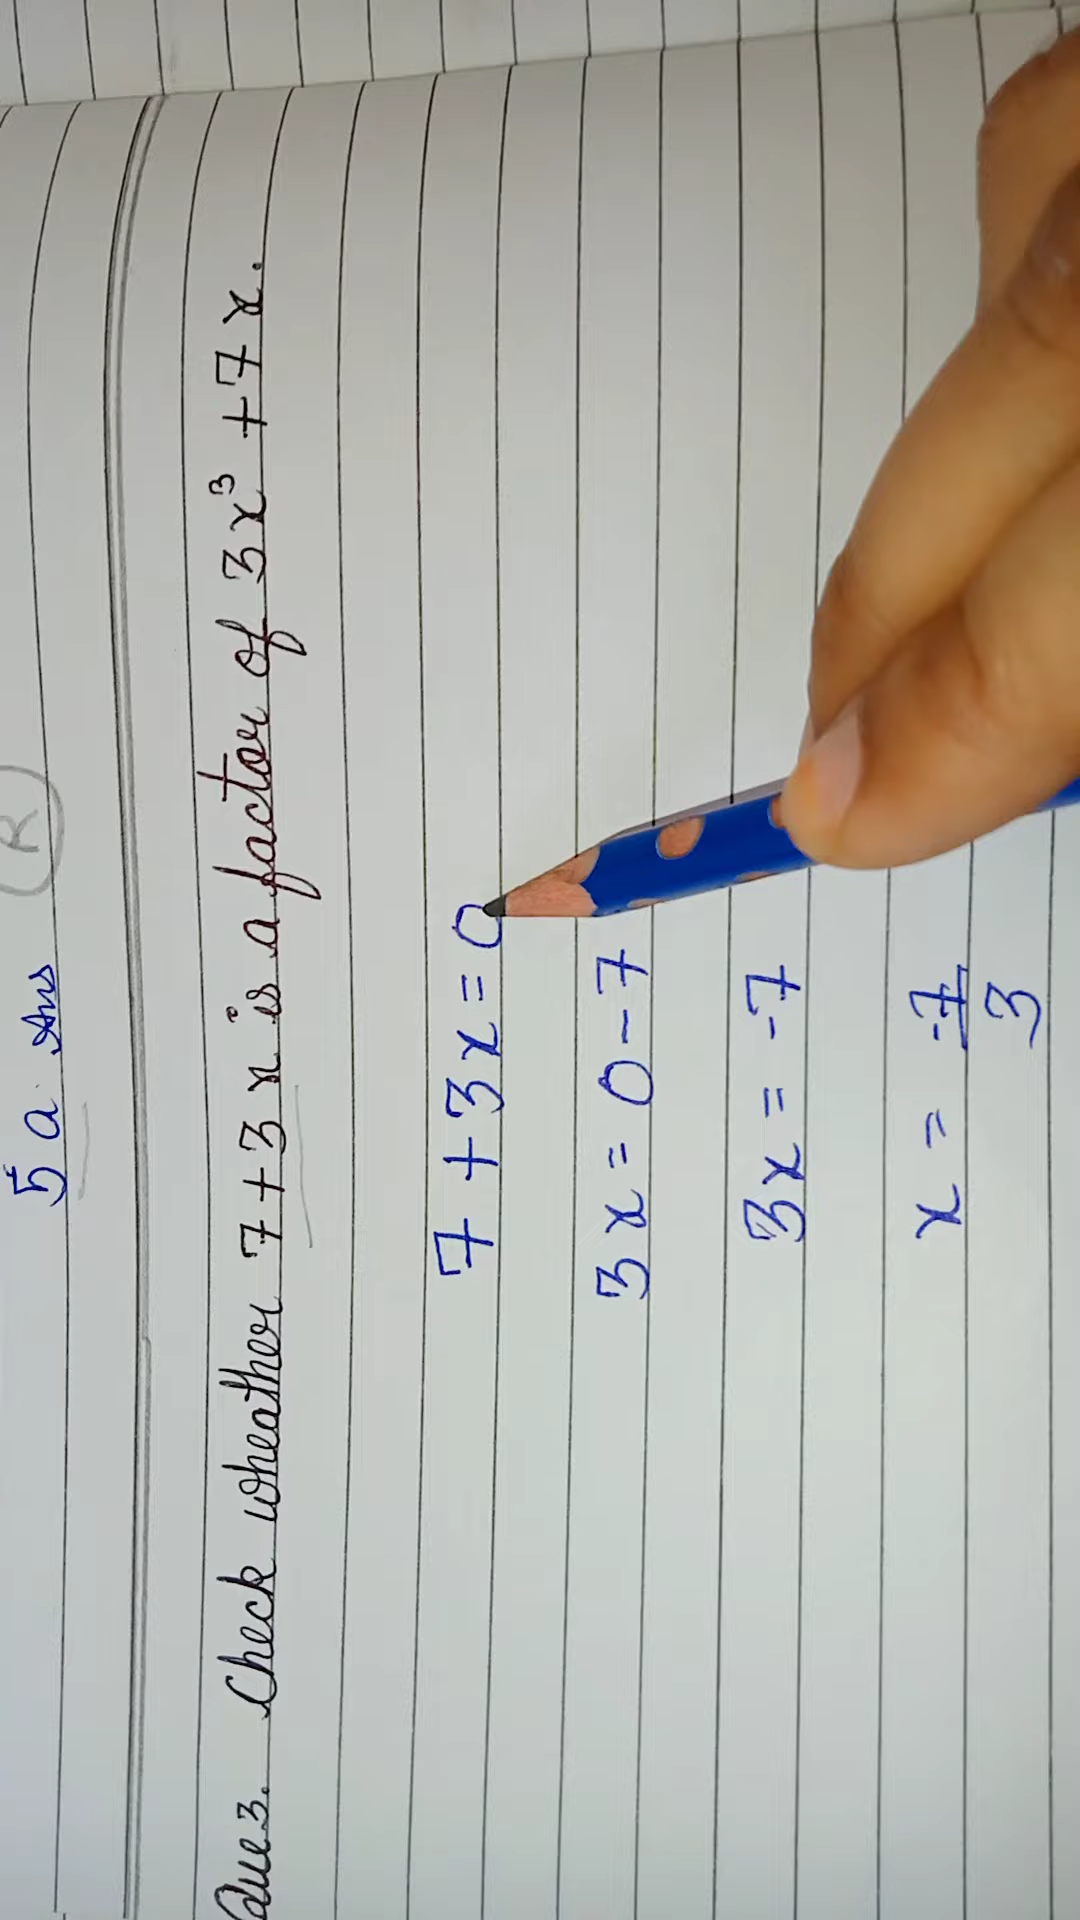 5 a. Ans
R
Que 3. Check wheather 7 + 3x is a factor of 3x³ + 7x.
7 + 3x = 0
3x = 0 - 7
3x = -7
x = -7/3